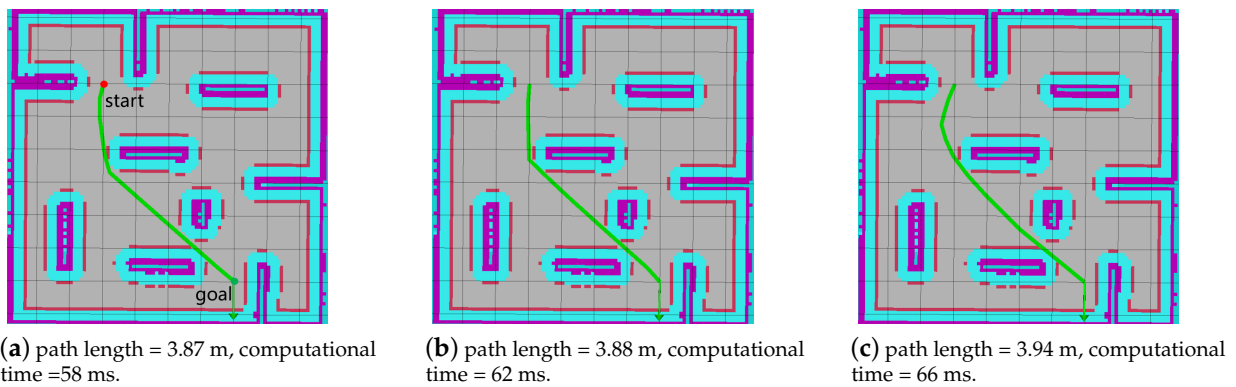 start
goal
(a) path length = 3.87 m, computational
time =58 ms.
(b) path length = 3.88 m, computational
time = 62 ms.
(c) path length = 3.94 m, computational
time = 66 ms.